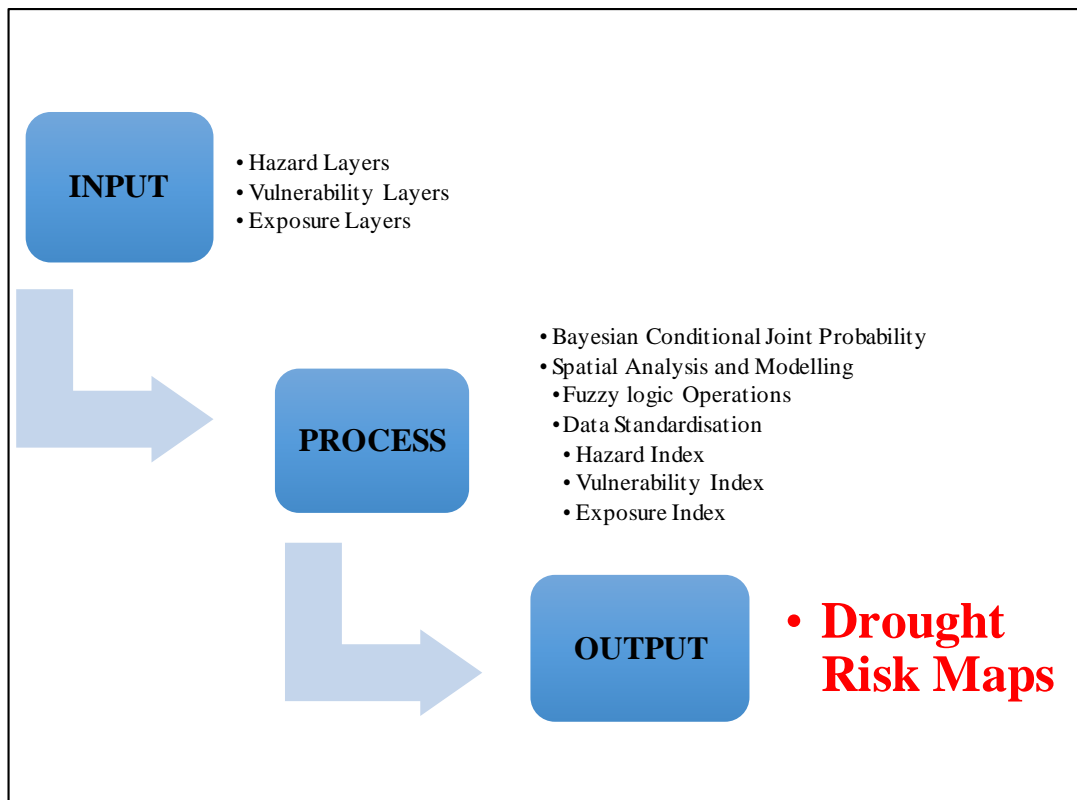 INPUT
• Hazard Layers
• Vulnerability Layers
• Exposure Layers
PROCESS
• Bayesian Conditional Joint Probability
• Spatial Analysis and Modelling
•Fuzzy logic Operations
•Data Standardisation
• Hazard Index
• Vulnerability Index
• Exposure Index
OUTPUT
• Drought
Risk Maps